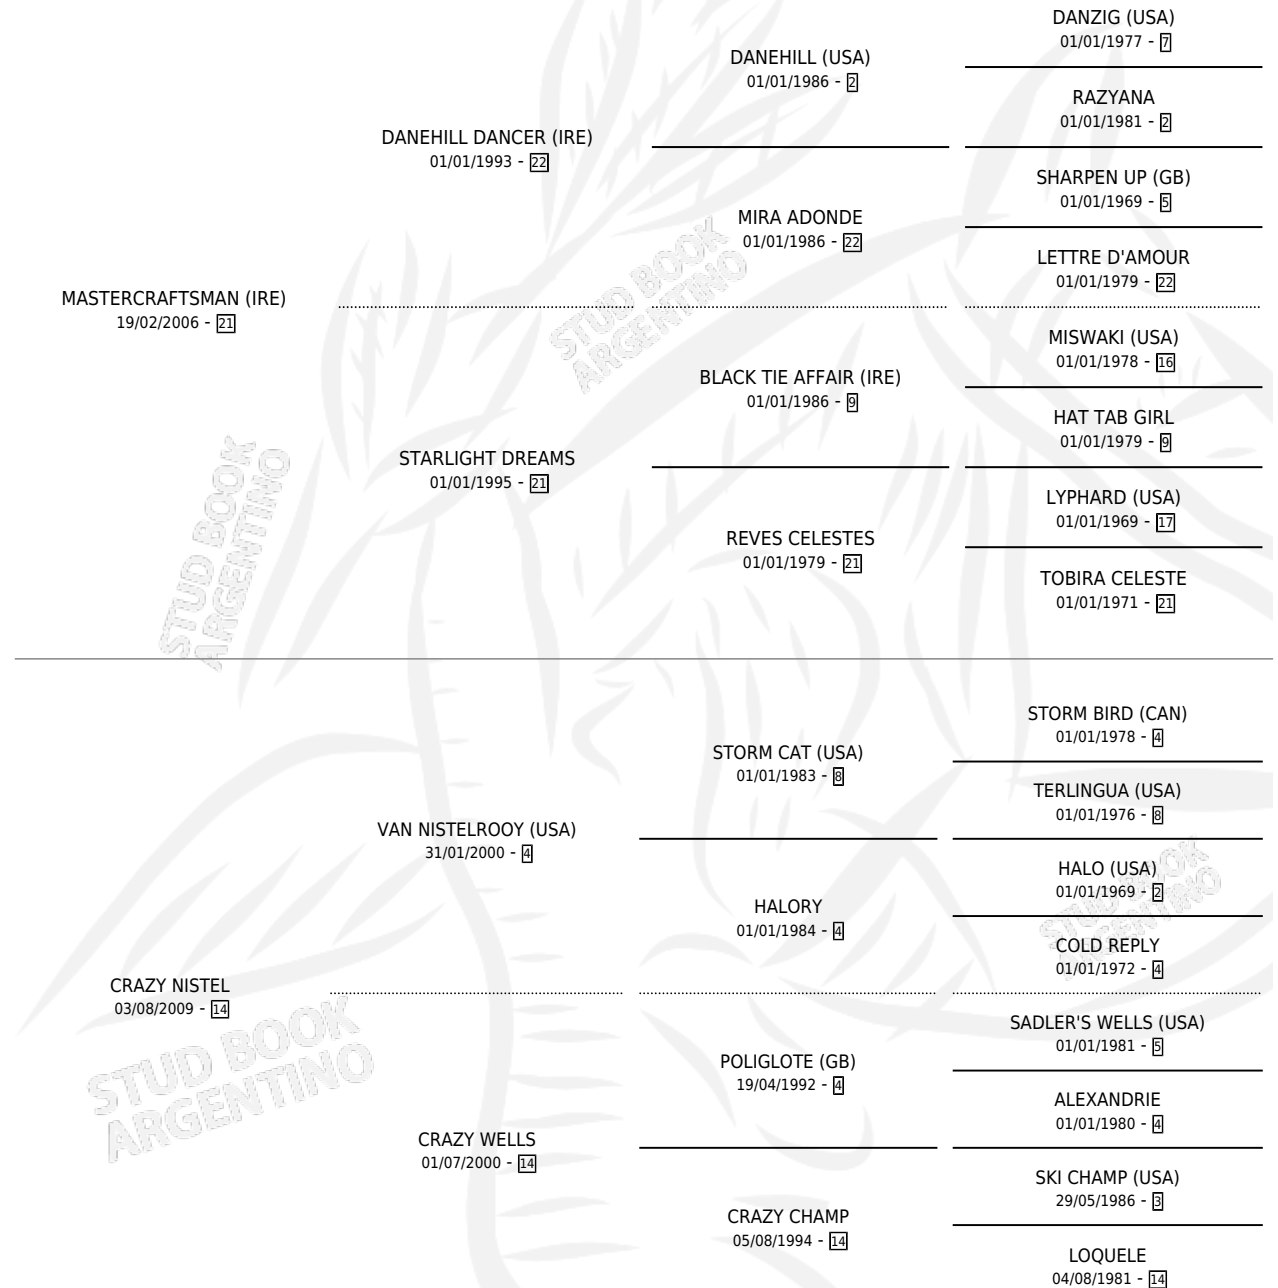 DANZIG (USA)
01/01/1977 - 7
DANEHILL (USA)
01/01/1986 - 2
RAZYANA
01/01/1981 - 2
DANEHILL DANCER (IRE)
01/01/1993 - 22
SHARPEN UP (GB)
01/01/1969 - 5
MIRA ADONDE
01/01/1986 - 22
LETTRE D'AMOUR
01/01/1979 - 22
MASTERCRAFTSMAN (IRE)
19/02/2006 - 21
MISWAKI (USA)
01/01/1978 - 16
BLACK TIE AFFAIR (IRE)
01/01/1986 - 9
HAT TAB GIRL
01/01/1979 - 9
STARLIGHT DREAMS
01/01/1995 - 21
LYPHARD (USA)
01/01/1969 - 17
REVES CELESTES
01/01/1979 - 21
TOBIRA CELESTE
01/01/1971 - 21
STORM BIRD (CAN)
01/01/1978 - 4
STORM CAT (USA)
01/01/1983 - 8
TERLINGUA (USA)
01/01/1976 - 8
VAN NISTELROOY (USA)
31/01/2000 - 4
HALO (USA)
01/01/1969 - 2
HALORY
01/01/1984 - 4
COLD REPLY
01/01/1972 - 4
CRAZY NISTEL
03/08/2009 - 14
SADLER'S WELLS (USA)
01/01/1981 - 5
POLIGLOTE (GB)
19/04/1992 - 4
ALEXANDRIE
01/01/1980 - 4
CRAZY WELLS
01/07/2000 - 14
SKI CHAMP (USA)
29/05/1986 - 3
CRAZY CHAMP
05/08/1994 - 14
LOQUELE
04/08/1981 - 14
STUD BOOK
ARGENTINO
STUD BOOK
ARGENTINO
STUD BOOK
ARGENTINO
STUD BOOK
ARGENTINO